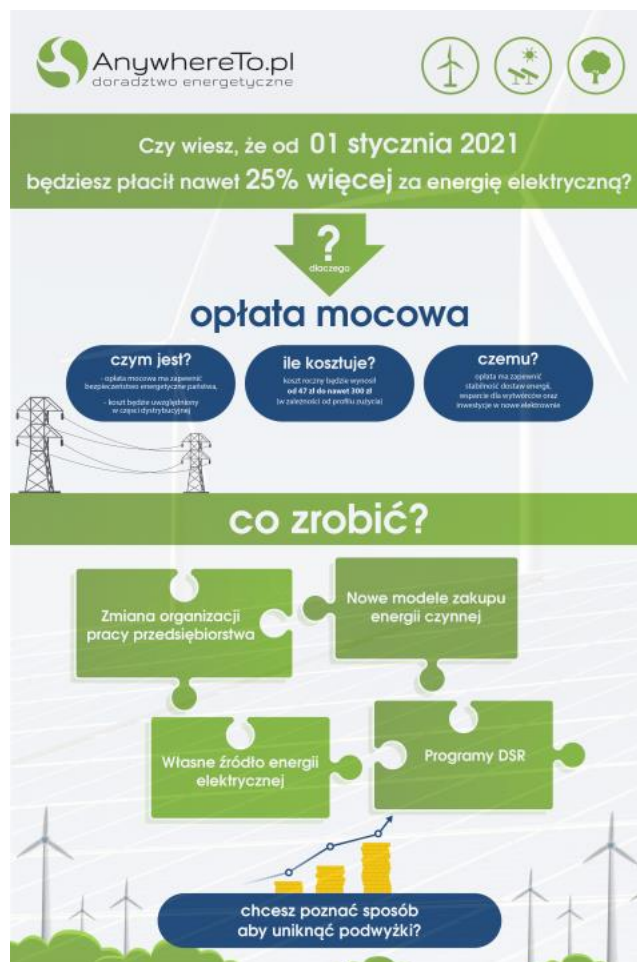 AnywhereTo.pl
doradztwo energetyczne
Czy wiesz, że od 01 stycznia 2021
będziesz płacił nawet 25% więcej za energię elektryczną?
?
dlaczego
opłata mocowa
czym jest?
- opłata mocowa ma zapewnić
bezpieczeństwo energetyczne państwa,
- koszt będzie uwzględniony
w części dystrybucyjnej
ile kosztuje?
koszt roczny będzie wynosił
od 47 zł do nawet 300 zł
(w zależności od profilu zużycia)
czemu?
opłata ma zapewnić
stabilność dostaw energii,
wsparcie dla wytwórców oraz
inwestycje w nowe elektrownie
co zrobić?
Zmiana organizacji
pracy przedsiębiorstwa
Nowe modele zakupu
energii czynnej
Własne źródło energii
elektrycznej
Programy DSR
chcesz poznać sposób
aby uniknąć podwyżki?